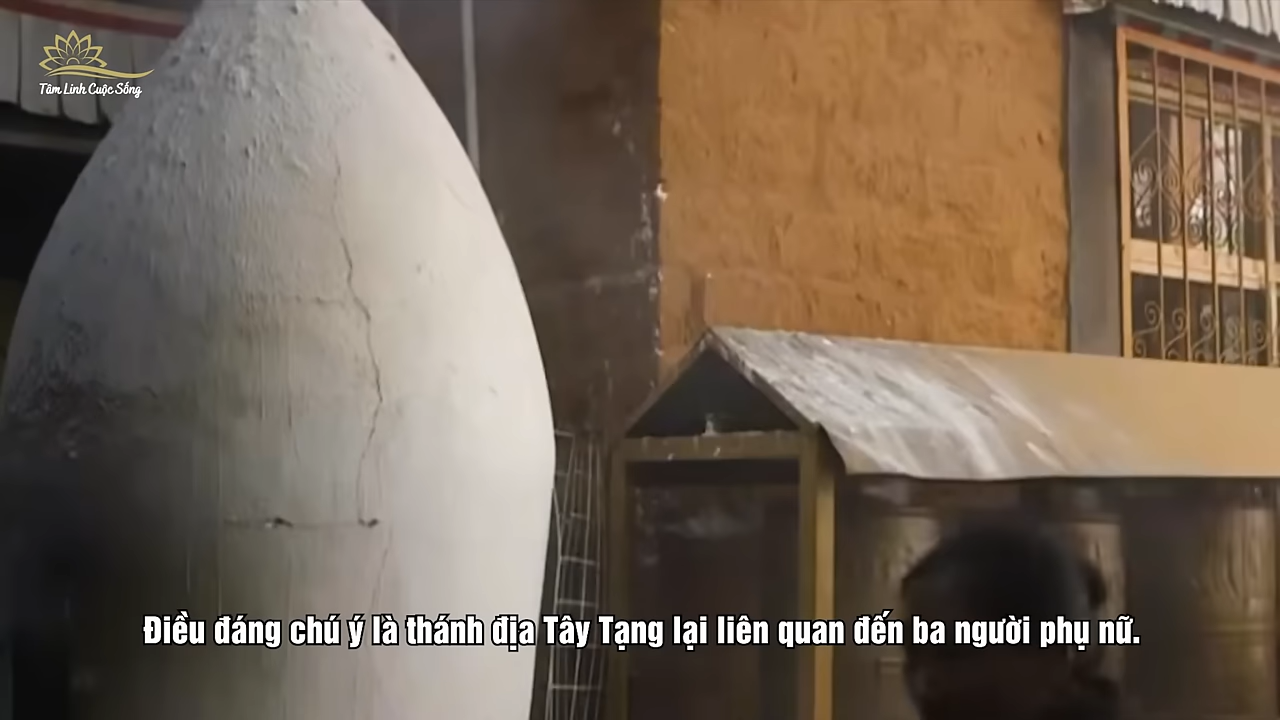 Tâm Linh Cuộc Sống
Điều đáng chú ý là thánh địa Tây Tạng lại liên quan đến ba người phụ nữ.